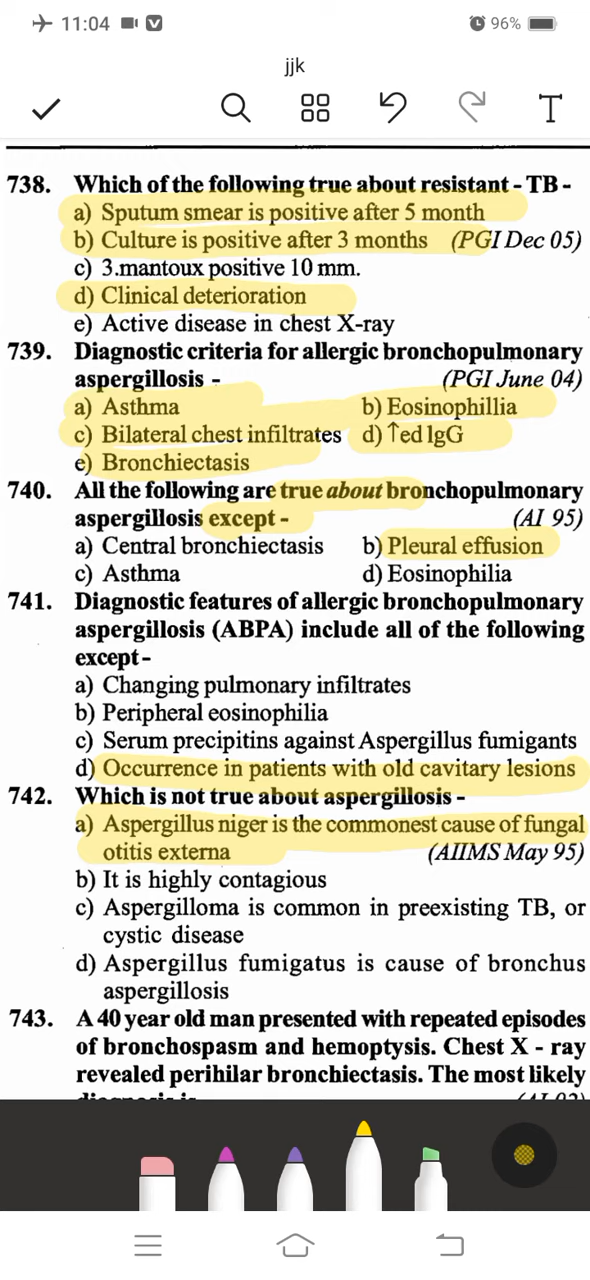 11:04
96%
jjk
T
738. Which of the following true about resistant - TB -
a) Sputum smear is positive after 5 month
b) Culture is positive after 3 months (PGI Dec 05)
c) 3.mantoux positive 10 mm.
d) Clinical deterioration
e) Active disease in chest X-ray
739. Diagnostic criteria for allergic bronchopulmonary
aspergillosis - (PGI June 04)
a) Asthma b) Eosinophillia
c) Bilateral chest infiltrates d) ↑ed lgG
e) Bronchiectasis
740. All the following are true about bronchopulmonary
aspergillosis except - (AI 95)
a) Central bronchiectasis b) Pleural effusion
c) Asthma d) Eosinophilia
741. Diagnostic features of allergic bronchopulmonary
aspergillosis (ABPA) include all of the following
except -
a) Changing pulmonary infiltrates
b) Peripheral eosinophilia
c) Serum precipitins against Aspergillus fumigants
d) Occurrence in patients with old cavitary lesions
742. Which is not true about aspergillosis -
a) Aspergillus niger is the commonest cause of fungal
otitis externa (AIIMS May 95)
b) It is highly contagious
c) Aspergilloma is common in preexisting TB, or
cystic disease
d) Aspergillus fumigatus is cause of bronchus
aspergillosis
743. A 40 year old man presented with repeated episodes
of bronchospasm and hemoptysis. Chest X - ray
revealed perihilar bronchiectasis. The most likely